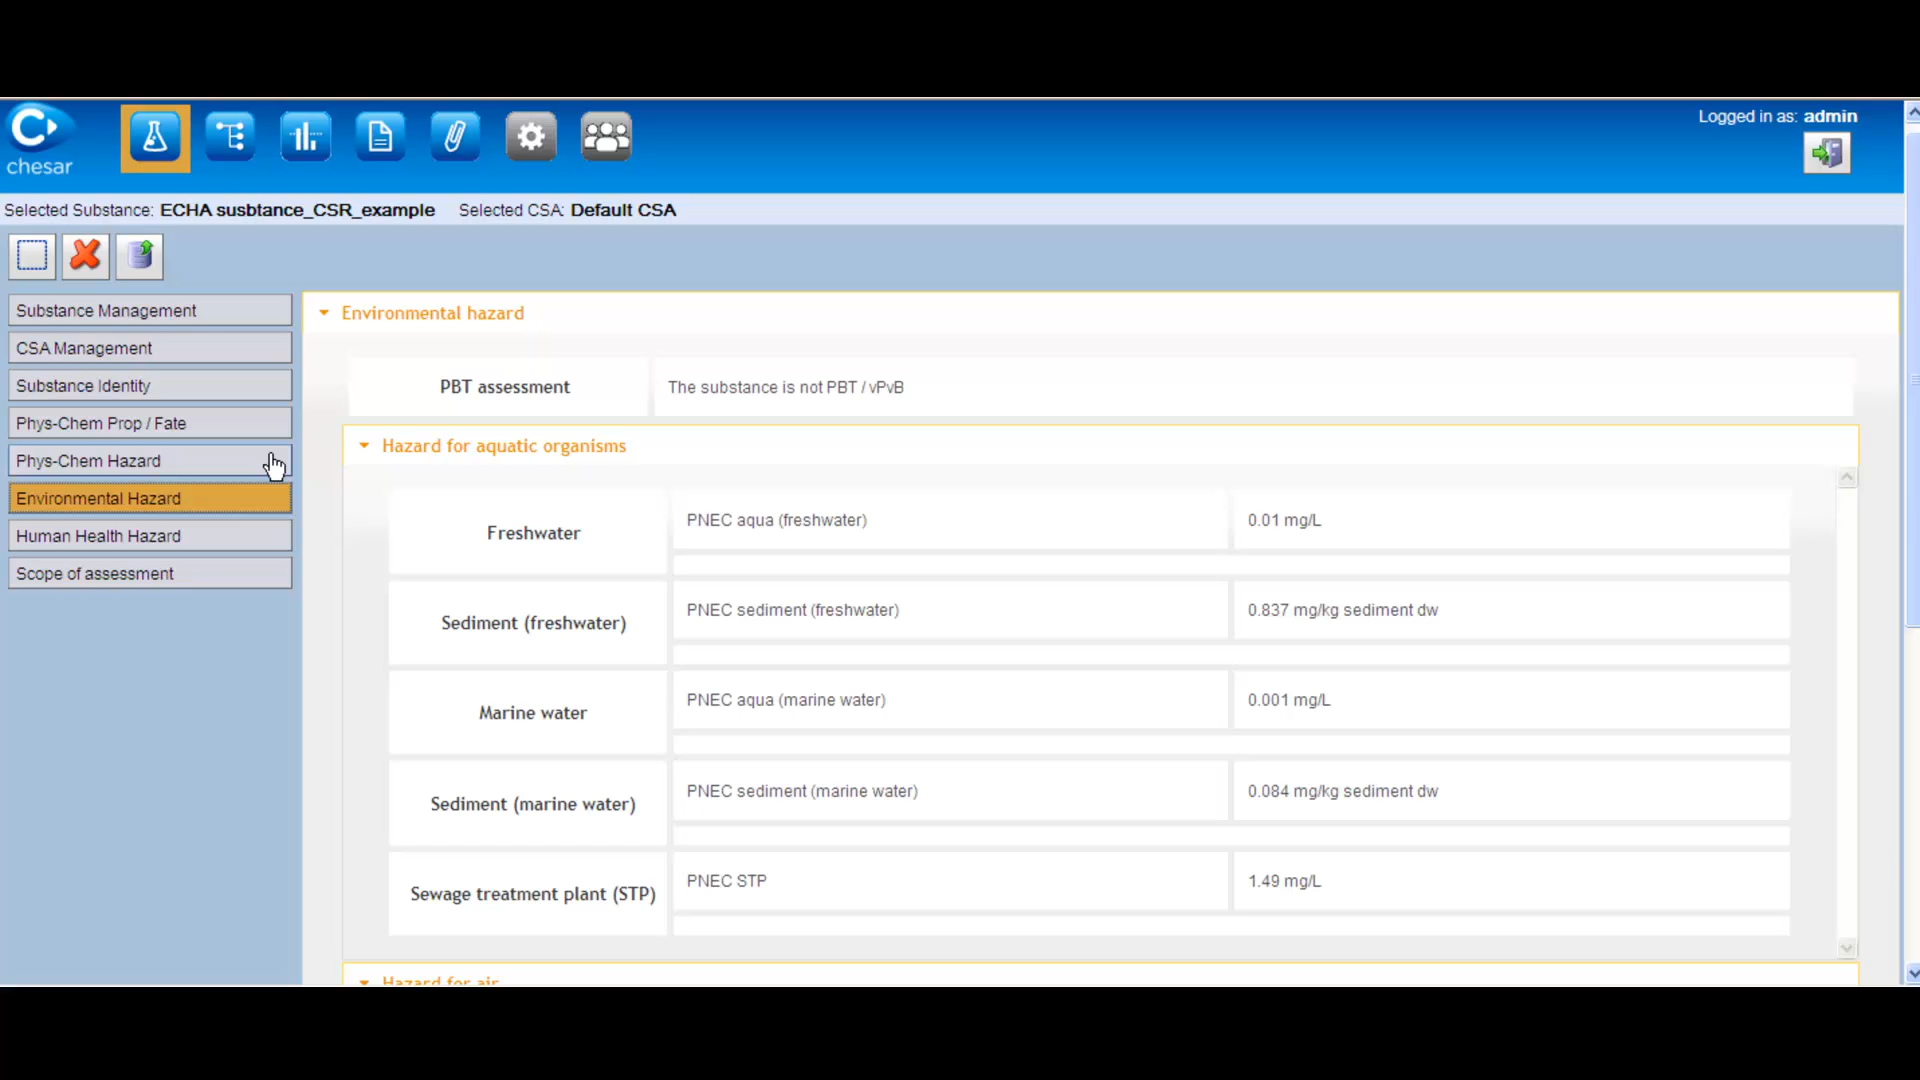 Logged in as: admin
chesar
Selected Substance: ECHA susbtance_CSR_example Selected CSA: Default CSA
Substance Management
CSA Management
Substance Identity
Phys-Chem Prop / Fate
Phys-Chem Hazard
Environmental Hazard
Human Health Hazard
Scope of assessment
Environmental hazard
PBT assessment The substance is not PBT / vPvB
Hazard for aquatic organisms
Freshwater PNEC aqua (freshwater) 0.01 mg/L
Sediment (freshwater) PNEC sediment (freshwater) 0.837 mg/kg sediment dw
Marine water PNEC aqua (marine water) 0.001 mg/L
Sediment (marine water) PNEC sediment (marine water) 0.084 mg/kg sediment dw
Sewage treatment plant (STP) PNEC STP 1.49 mg/L
Hazard for air